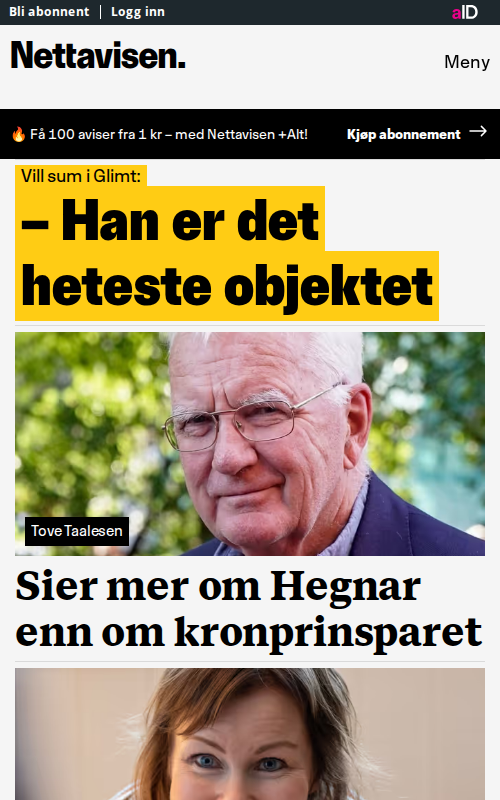 Bli abonnent | Logg inn
aID
Nettavisen.
Meny
🔥 Få 100 aviser fra 1 kr – med Nettavisen +Alt!
Kjøp abonnement →
Vill sum i Glimt:
– Han er det
heteste objektet
Tove Taalesen
Sier mer om Hegnar
enn om kronprinsparet